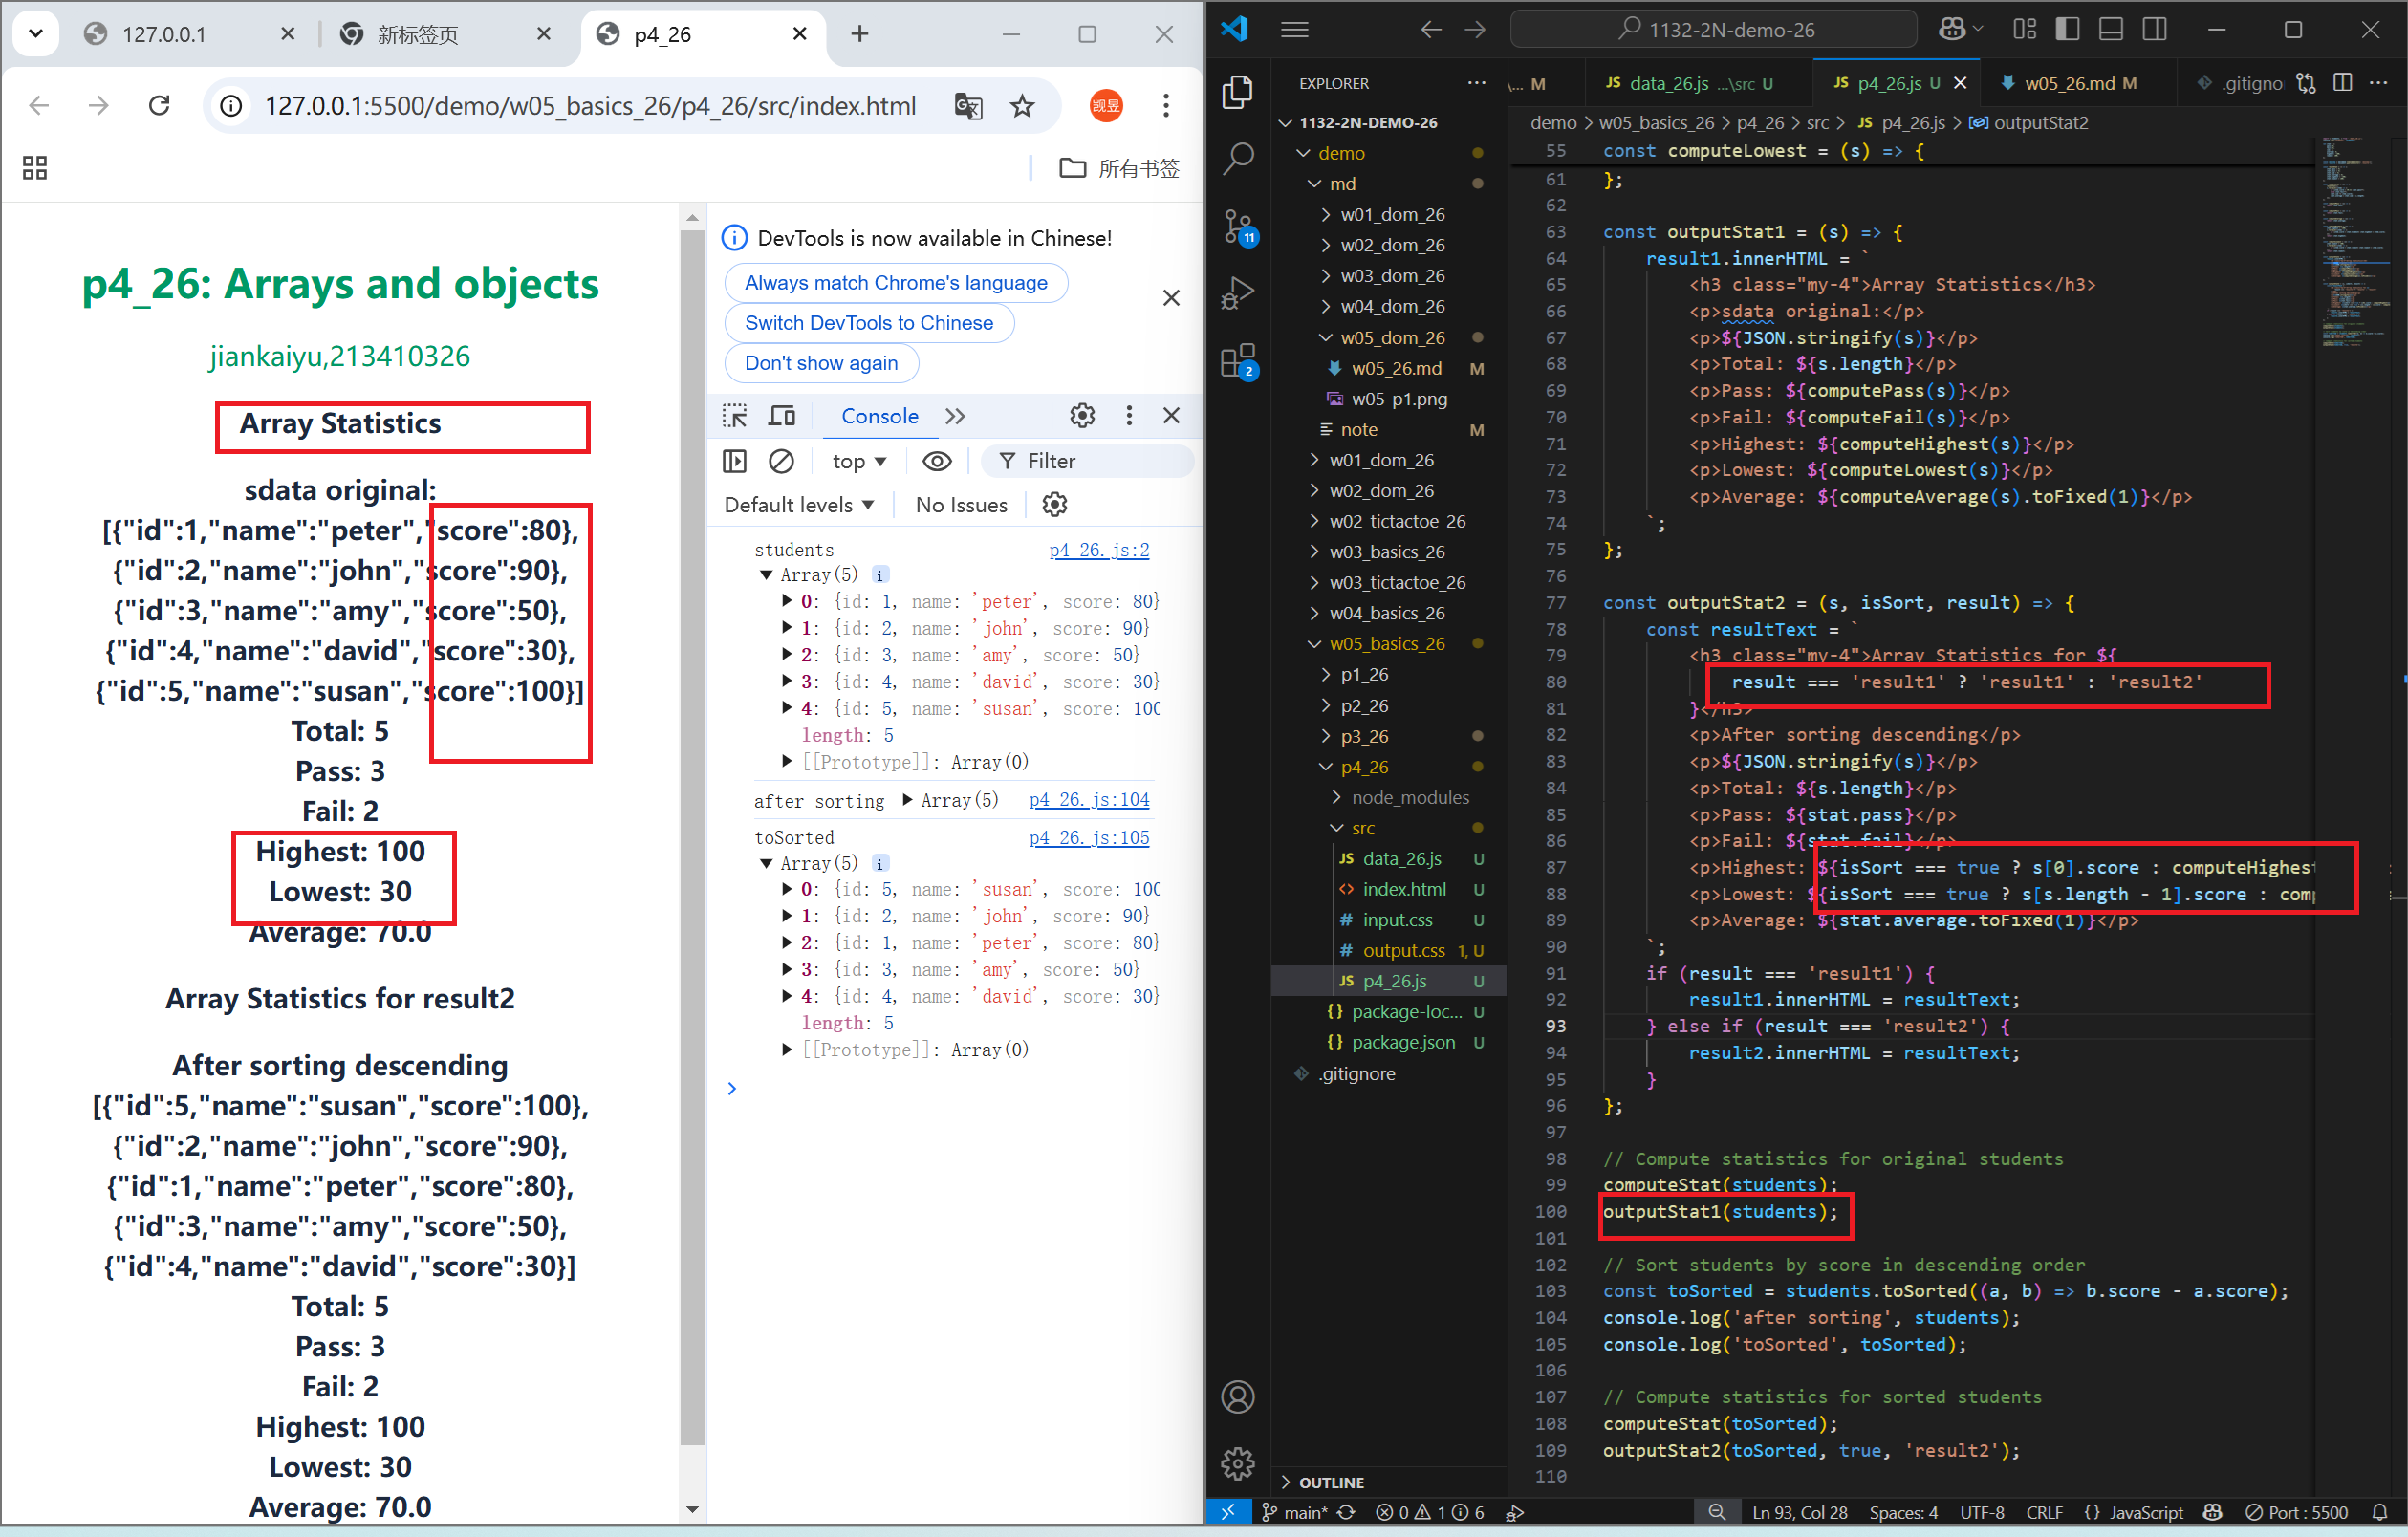 127.0.0.1
新标签页
p4_26
127.0.0.1:5500/demo/w05_basics_26/p4_26/src/index.html
凯昱
所有书签
p4_26: Arrays and objects
jiankaiyu,213410326
Array Statistics
sdata original:
[{"id":1,"name":"peter","score":80},
{"id":2,"name":"john","score":90},
{"id":3,"name":"amy","score":50},
{"id":4,"name":"david","score":30},
{"id":5,"name":"susan","score":100}]
Total: 5
Pass: 3
Fail: 2
Highest: 100
Lowest: 30
Average: 70.0
Array Statistics for result2
After sorting descending
[{"id":5,"name":"susan","score":100},
{"id":2,"name":"john","score":90},
{"id":1,"name":"peter","score":80},
{"id":3,"name":"amy","score":50},
{"id":4,"name":"david","score":30}]
Total: 5
Pass: 3
Fail: 2
Highest: 100
Lowest: 30
Average: 70.0
DevTools is now available in Chinese!
Always match Chrome's language
Switch DevTools to Chinese
Don't show again
Console
top
Filter
Default levels
No Issues
students p4_26.js:2
Array(5) i
0: {id: 1, name: 'peter', score: 80}
1: {id: 2, name: 'john', score: 90}
2: {id: 3, name: 'amy', score: 50}
3: {id: 4, name: 'david', score: 30}
4: {id: 5, name: 'susan', score: 100
length: 5
[[Prototype]]: Array(0)
after sorting Array(5) p4_26.js:104
toSorted p4_26.js:105
Array(5) i
0: {id: 5, name: 'susan', score: 100
1: {id: 2, name: 'john', score: 90}
2: {id: 1, name: 'peter', score: 80}
3: {id: 3, name: 'amy', score: 50}
4: {id: 4, name: 'david', score: 30}
length: 5
[[Prototype]]: Array(0)
1132-2N-demo-26
11
2
EXPLORER
1132-2N-DEMO-26
demo
md
w01_dom_26
w02_dom_26
w03_dom_26
w04_dom_26
w05_dom_26
w05_26.md M
w05-p1.png
note M
w01_dom_26
w02_dom_26
w02_tictactoe_26
w03_basics_26
w03_tictactoe_26
w04_basics_26
w05_basics_26
p1_26
p2_26
p3_26
p4_26
node_modules
src
JS data_26.js U
index.html U
# input.css U
# output.css 1, U
JS p4_26.js U
{} package-loc... U
{} package.json U
.gitignore
OUTLINE
\... M
JS data_26.js ...\src U
JS p4_26.js U
w05_26.md M
.gitigno
demo > w05_basics_26 > p4_26 > src > JS p4_26.js > outputStat2
55 const computeLowest = (s) => {
61 };
62
63 const outputStat1 = (s) => {
64 result1.innerHTML = `
65 <h3 class="my-4">Array Statistics</h3>
66 <p>sdata original:</p>
67 <p>${JSON.stringify(s)}</p>
68 <p>Total: ${s.length}</p>
69 <p>Pass: ${computePass(s)}</p>
70 <p>Fail: ${computeFail(s)}</p>
71 <p>Highest: ${computeHighest(s)}</p>
72 <p>Lowest: ${computeLowest(s)}</p>
73 <p>Average: ${computeAverage(s).toFixed(1)}</p>
74 `;
75 };
76
77 const outputStat2 = (s, isSort, result) => {
78 const resultText = `
79 <h3 class="my-4">Array Statistics for ${
80 result === 'result1' ? 'result1' : 'result2'
81 }</h3>
82 <p>After sorting descending</p>
83 <p>${JSON.stringify(s)}</p>
84 <p>Total: ${s.length}</p>
85 <p>Pass: ${stat.pass}</p>
86 <p>Fail: ${stat.fail}</p>
87 <p>Highest: ${isSort === true ? s[0].score : computeHighest
88 <p>Lowest: ${isSort === true ? s[s.length - 1].score : comp
89 <p>Average: ${stat.average.toFixed(1)}</p>
90 `;
91 if (result === 'result1') {
92 result1.innerHTML = resultText;
93 } else if (result === 'result2') {
94 result2.innerHTML = resultText;
95 }
96 };
97
98 // Compute statistics for original students
99 computeStat(students);
100 outputStat1(students);
101
102 // Sort students by score in descending order
103 const toSorted = students.toSorted((a, b) => b.score - a.score);
104 console.log('after sorting', students);
105 console.log('toSorted', toSorted);
106
107 // Compute statistics for sorted students
108 computeStat(toSorted);
109 outputStat2(toSorted, true, 'result2');
110
main* 0 1 6
Ln 93, Col 28 Spaces: 4 UTF-8 CRLF {} JavaScript Port : 5500